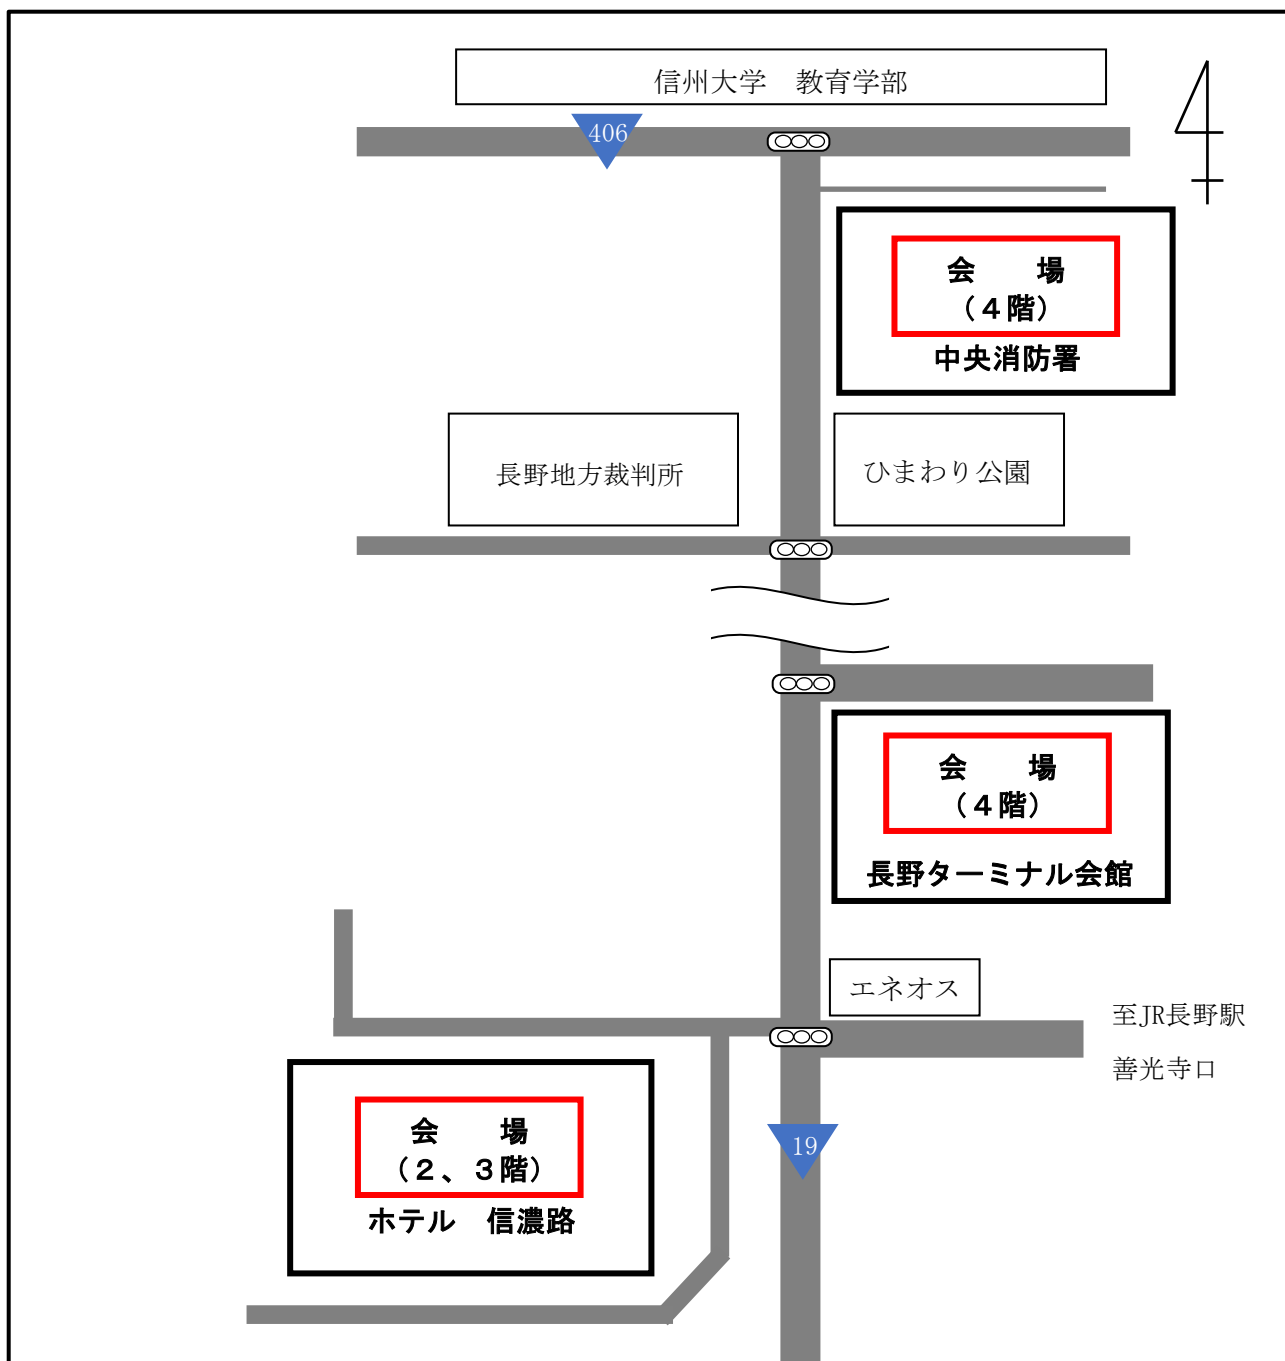 信州大学　教育学部
406
会　　場
（４階）
中央消防署
長野地方裁判所
ひまわり公園
会　　場
（４階）
長野ターミナル会館
エネオス
至JR長野駅
善光寺口
会　　場
（２、３階）
ホテル　信濃路
19